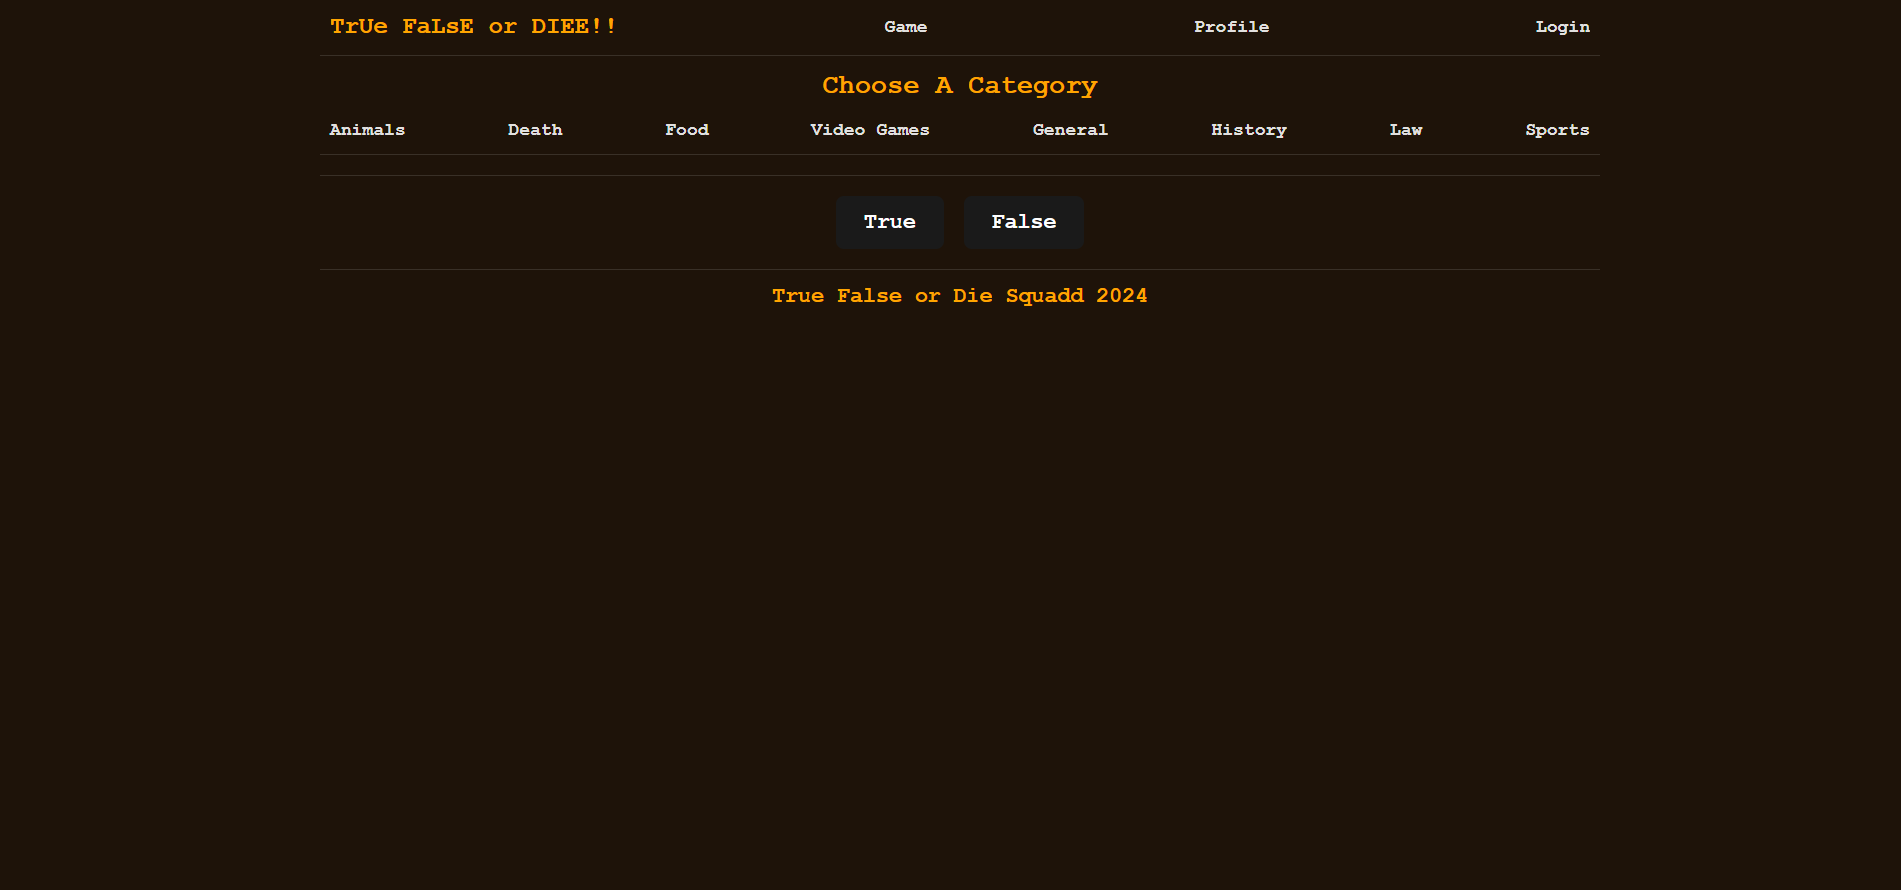 TrUe FaLsE or DIEE!! Game Profile Login
Choose A Category
Animals Death Food Video Games General History Law Sports
True False
True False or Die Squadd 2024